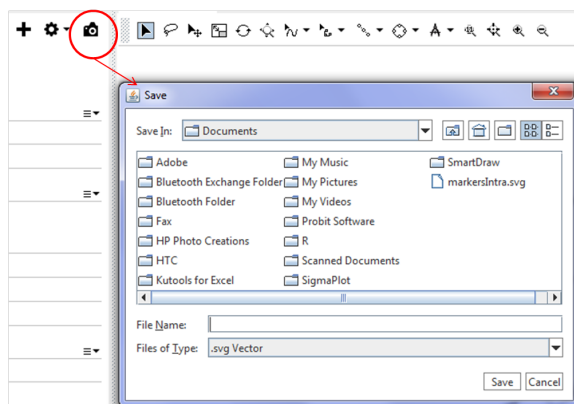 Save
Save In: Documents
Adobe My Music SmartDraw
Bluetooth Exchange Folder My Pictures markersIntra.svg
Bluetooth Folder My Videos
Fax Probit Software
HP Photo Creations R
HTC Scanned Documents
Kutools for Excel SigmaPlot
File Name:
Files of Type: .svg Vector
Save Cancel